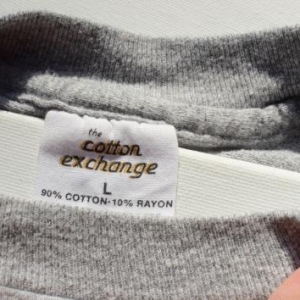 the
cotton
exchange
L
90% COTTON-10% RAYON